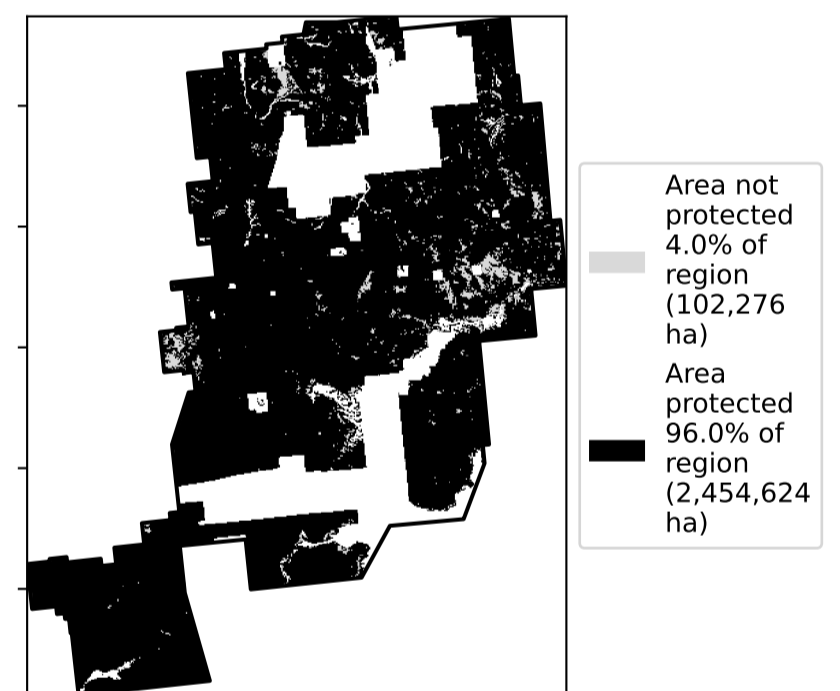 Area not
protected
4.0% of
region
(102,276
ha)
Area
protected
96.0% of
region
(2,454,624
ha)